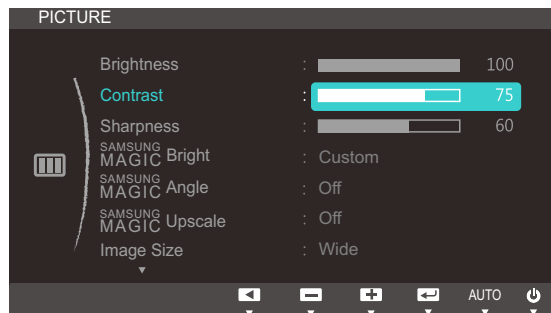 PICTURE
Brightness : 100
Contrast : 75
Sharpness : 60
SAMSUNG MAGIC Bright : Custom
SAMSUNG MAGIC Angle : Off
SAMSUNG MAGIC Upscale : Off
Image Size : Wide
AUTO